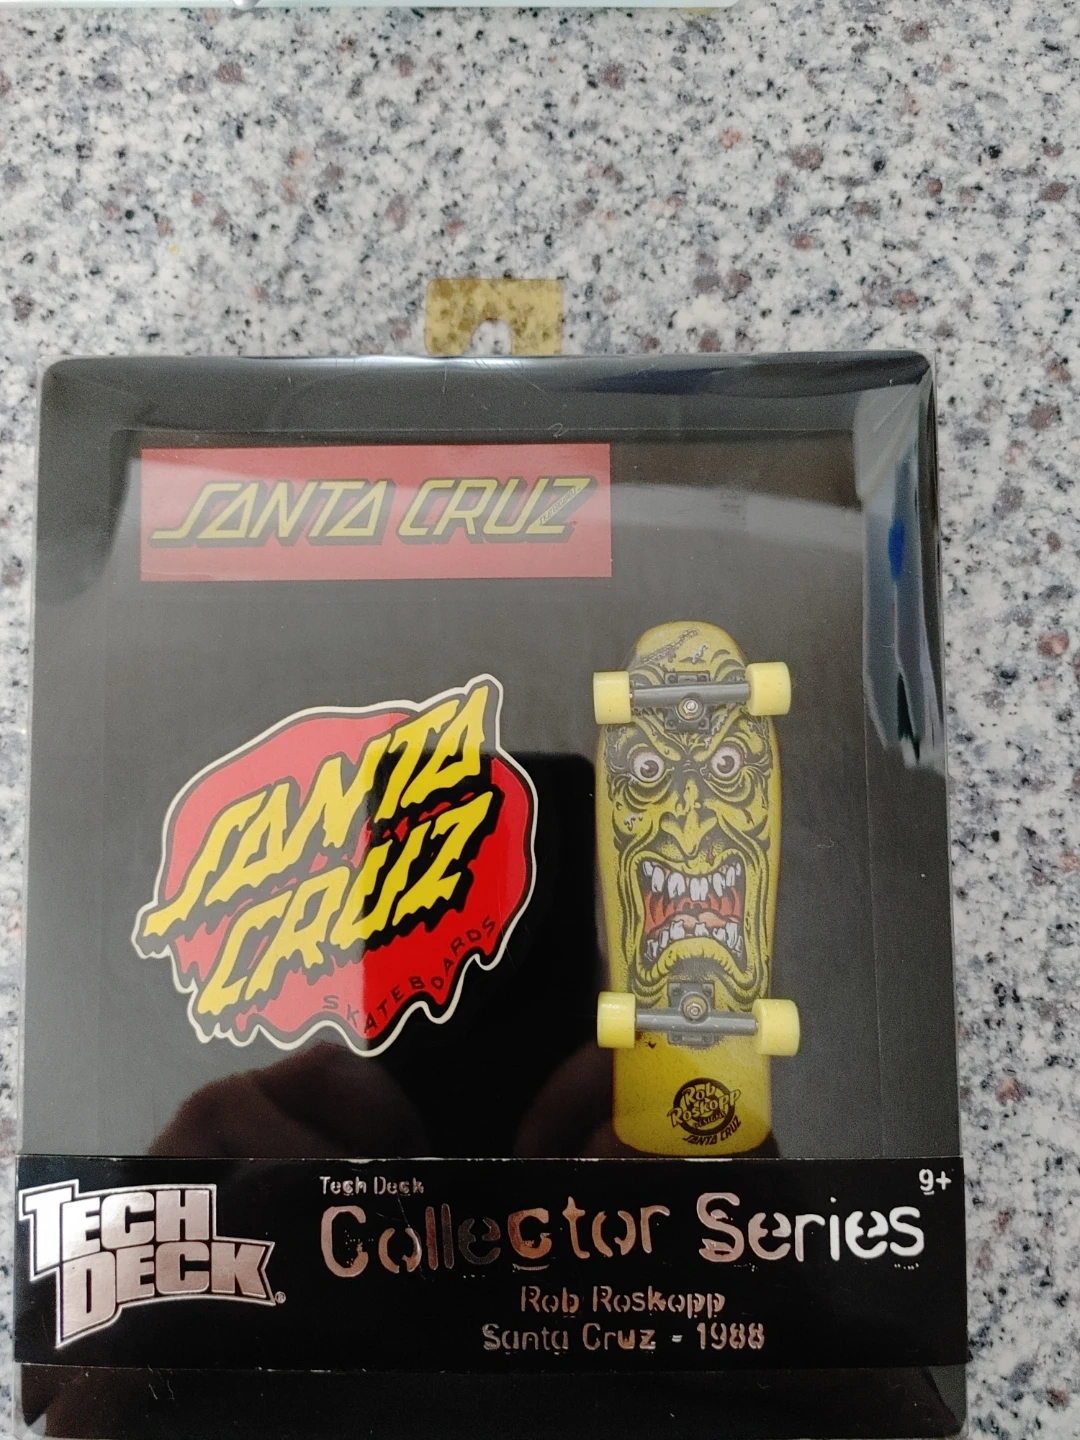 SANTA CRUZ
SANTA
CRUZ
SKATEBOARDS
Rob
Roskopp
SANTA CRUZ
TECH
DECK
Tech Deck
9+
Collector Series
Rob Roskopp
Santa Cruz - 1988